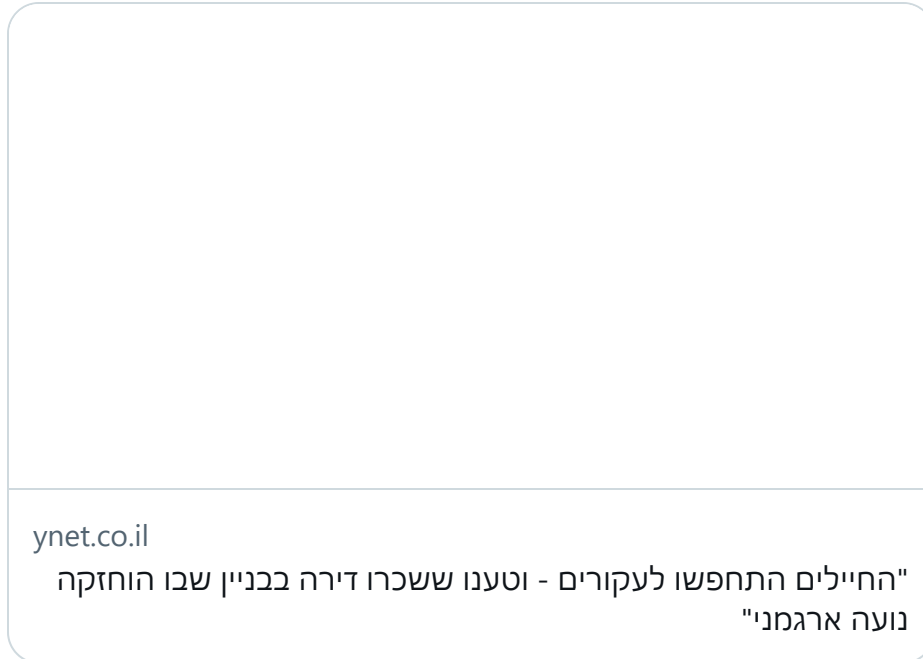 ynet.co.il
"החיילים התחפשו לעקורים - וטענו ששכרו דירה בבניין שבו הוחזקה
נועה ארגמני"